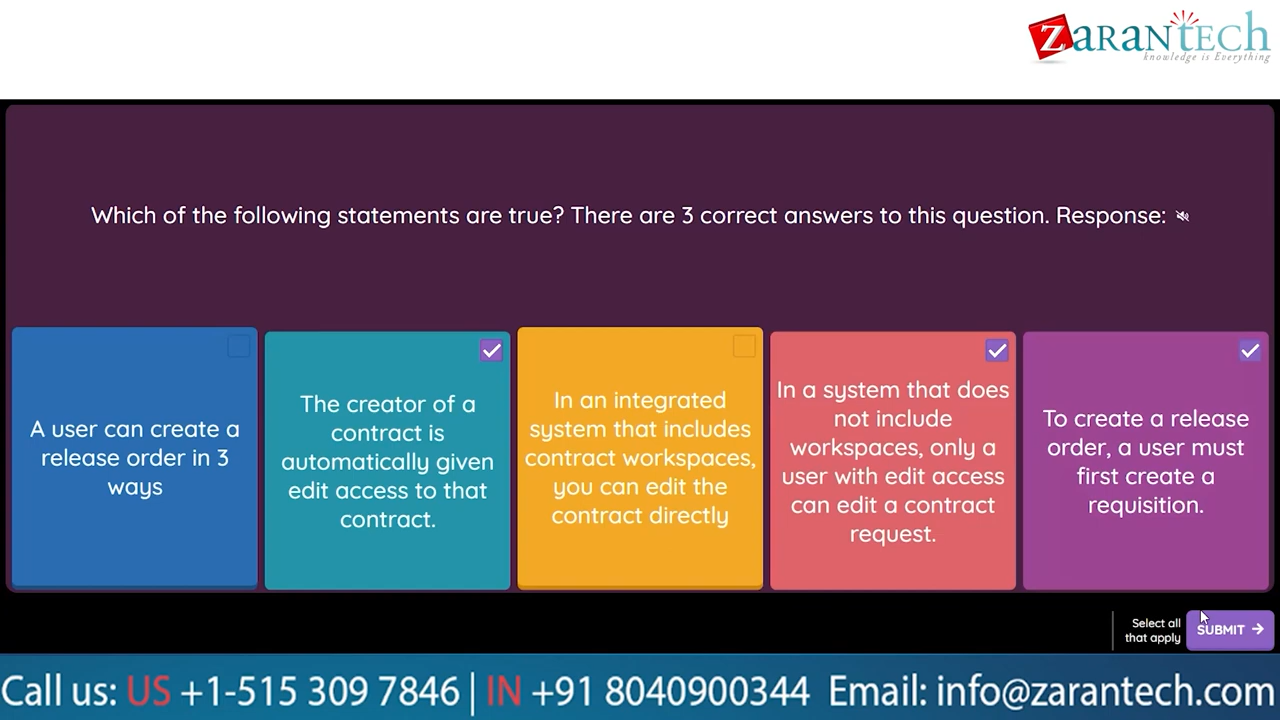 ZARANTECH
knowledge is Everything
Which of the following statements are true? There are 3 correct answers to this question. Response:
A user can create a
release order in 3
ways
The creator of a
contract is
automatically given
edit access to that
contract.
In an integrated
system that includes
contract workspaces,
you can edit the
contract directly
In a system that does
not include
workspaces, only a
user with edit access
can edit a contract
request.
To create a release
order, a user must
first create a
requisition.
Select all
that apply
SUBMIT →
Call us: US +1-515 309 7846 | IN +91 8040900344 Email: info@zarantech.com